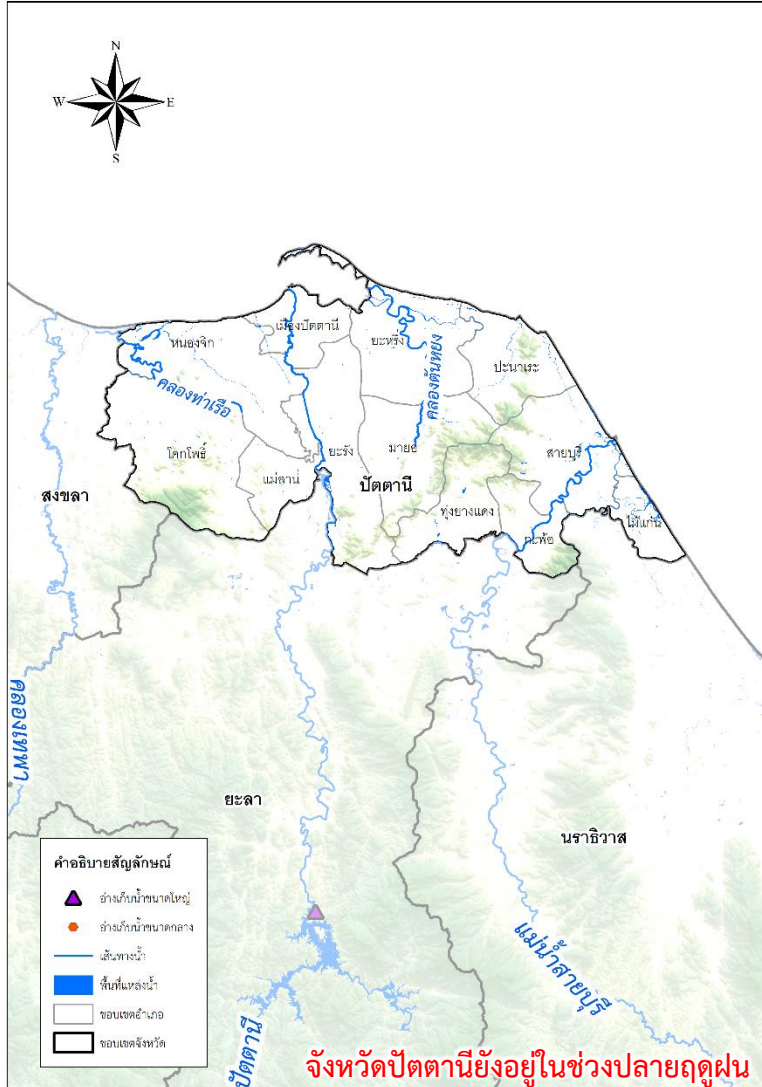 N
W E
S
เมืองปัตตานี
หนองจิก
ยะหริ่ง
ปะนาเระ
คลองตันหยง
คลองท่าเรือ
โคกโพธิ์
ยะรัง
มายอ
สายบุรี
แม่ลาน
สงขลา
ปัตตานี
ทุ่งยางแดง
ไม้แก่น
กะพ้อ
คลองเทพา
ยะลา
นราธิวาส
แม่น้ำสายบุรี
ปัตตานี
คำอธิบายสัญลักษณ์
อ่างเก็บน้ำขนาดใหญ่
อ่างเก็บน้ำขนาดกลาง
เส้นทางน้ำ
พื้นที่แหล่งน้ำ
ขอบเขตอำเภอ
ขอบเขตจังหวัด
จังหวัดปัตตานียังอยู่ในช่วงปลายฤดูฝน